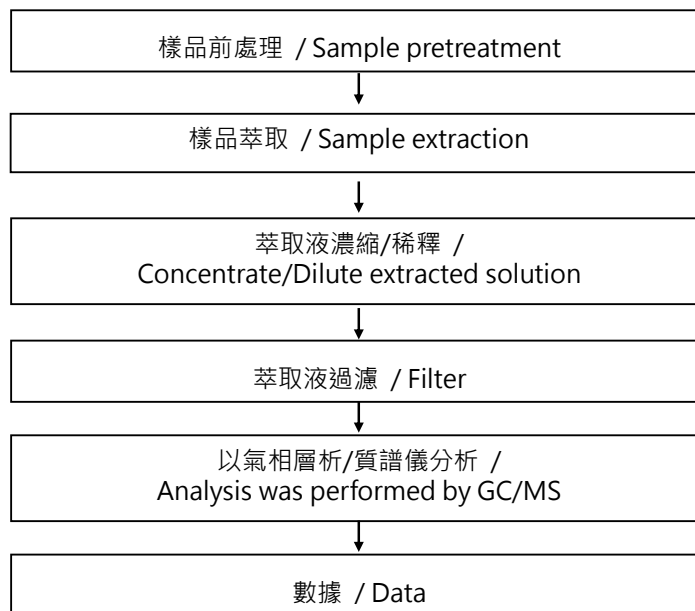 樣品前處理 / Sample pretreatment
樣品萃取 / Sample extraction
萃取液濃縮/稀釋 /
Concentrate/Dilute extracted solution
萃取液過濾 / Filter
以氣相層析/質譜儀分析 /
Analysis was performed by GC/MS
數據 / Data